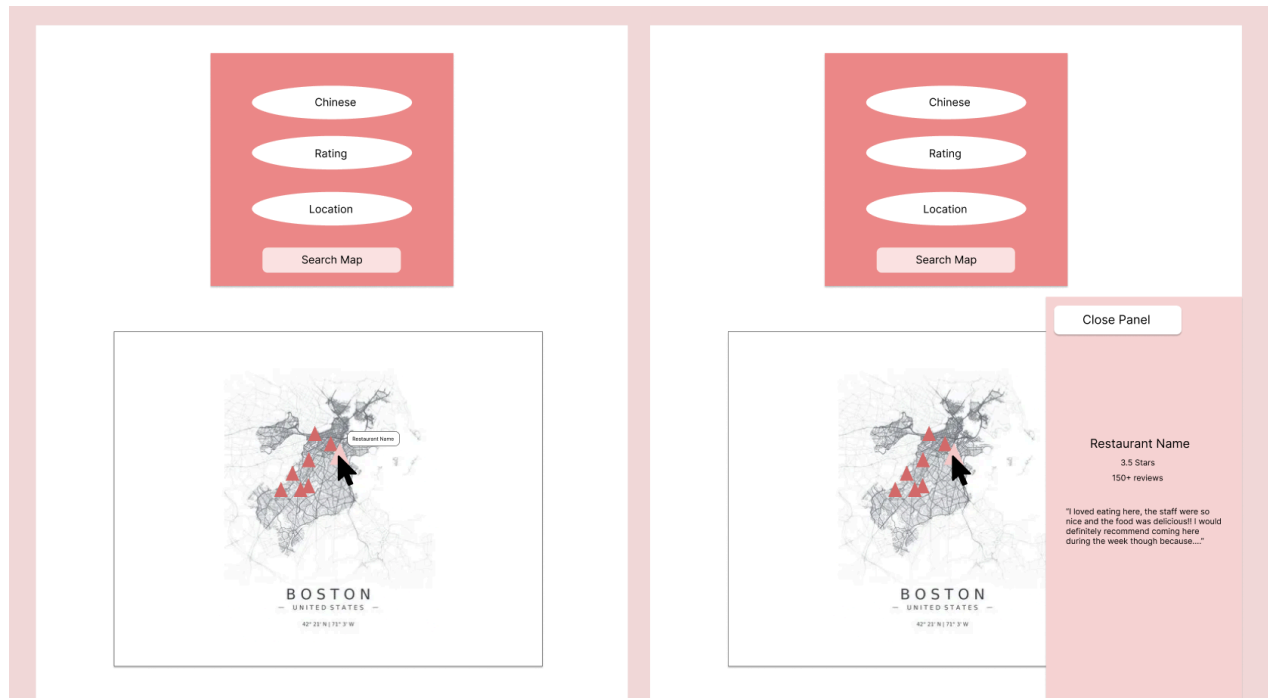 Chinese
Rating
Location
Search Map
Restaurant Name
BOSTON
— UNITED STATES —
42° 21' N | 71° 3' W
Chinese
Rating
Location
Search Map
BOSTON
— UNITED STATES —
42° 21' N | 71° 3' W
Close Panel
Restaurant Name
3.5 Stars
150+ reviews
"I loved eating here, the staff were so
nice and the food was delicious!! I would
definitely recommend coming here
during the week though because...."